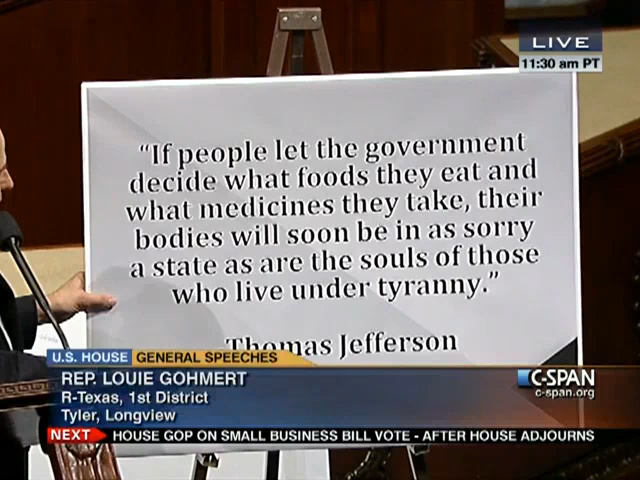 LIVE
11:30 am PT
“If people let the government
decide what foods they eat and
what medicines they take, their
bodies will soon be in as sorry
a state as are the souls of those
who live under tyranny.”
Thomas Jefferson
U.S. HOUSE GENERAL SPEECHES
REP. LOUIE GOHMERT
R-Texas, 1st District
Tyler, Longview
C-SPAN
c-span.org
NEXT HOUSE GOP ON SMALL BUSINESS BILL VOTE - AFTER HOUSE ADJOURNS